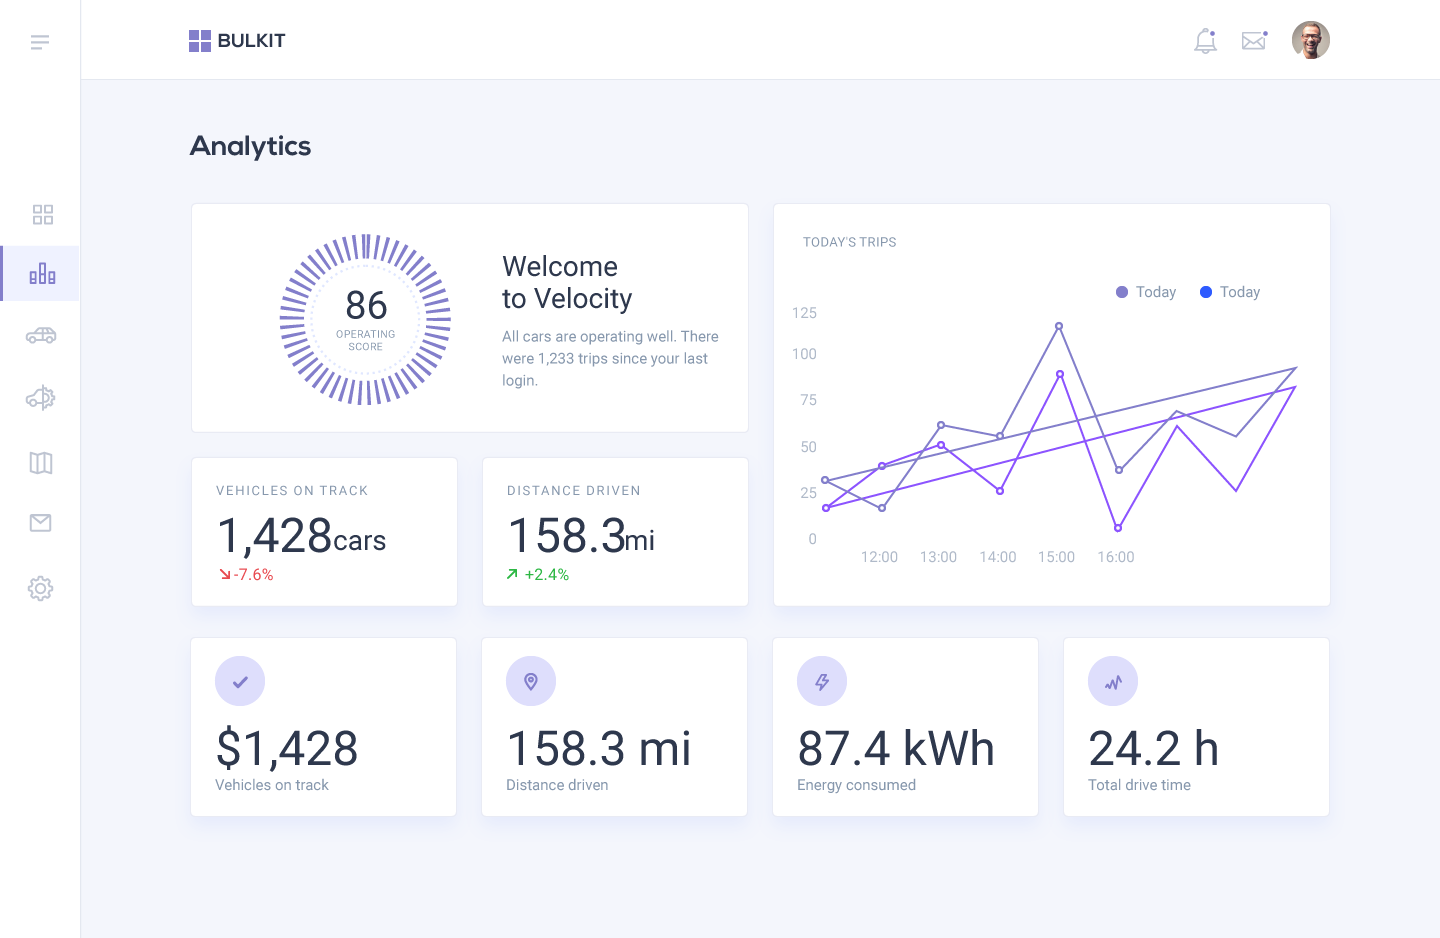 BULKIT
Analytics
86
OPERATING
SCORE
Welcome
to Velocity
All cars are operating well. There
were 1,233 trips since your last
login.
TODAY'S TRIPS
Today
Today
125
100
75
50
25
0
12:00 13:00 14:00 15:00 16:00
VEHICLES ON TRACK
1,428cars
-7.6%
DISTANCE DRIVEN
158.3mi
+2.4%
$1,428
Vehicles on track
158.3 mi
Distance driven
87.4 kWh
Energy consumed
24.2 h
Total drive time